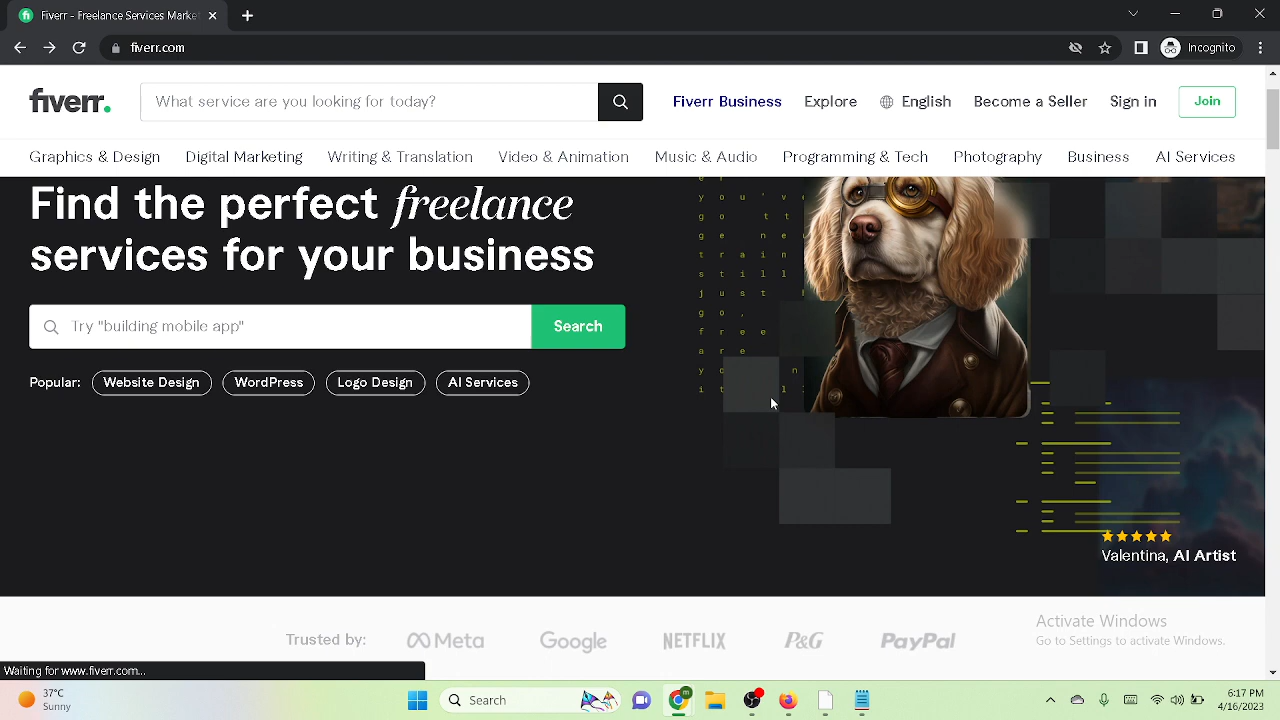 Fiverr - Freelance Services Market
fiverr.com
Incognito
fiverr.
What service are you looking for today?
Fiverr Business
Explore
English
Become a Seller
Sign in
Join
Graphics & Design
Digital Marketing
Writing & Translation
Video & Animation
Music & Audio
Programming & Tech
Photography
Business
AI Services
Find the perfect freelance
services for your business
Try "building mobile app"
Search
Popular:
Website Design
WordPress
Logo Design
AI Services
y o u ' v e
g o t t
g e n e
t r a i n
s t i l l
j u s t
g o ,
f r e e
a r e
Valentina, AI Artist
Trusted by:
Meta
Google
NETFLIX
P&G
PayPal
Activate Windows
Go to Settings to activate Windows.
Waiting for www.fiverr.com...
37°C
Sunny
Search
6:17 PM
4/16/2023